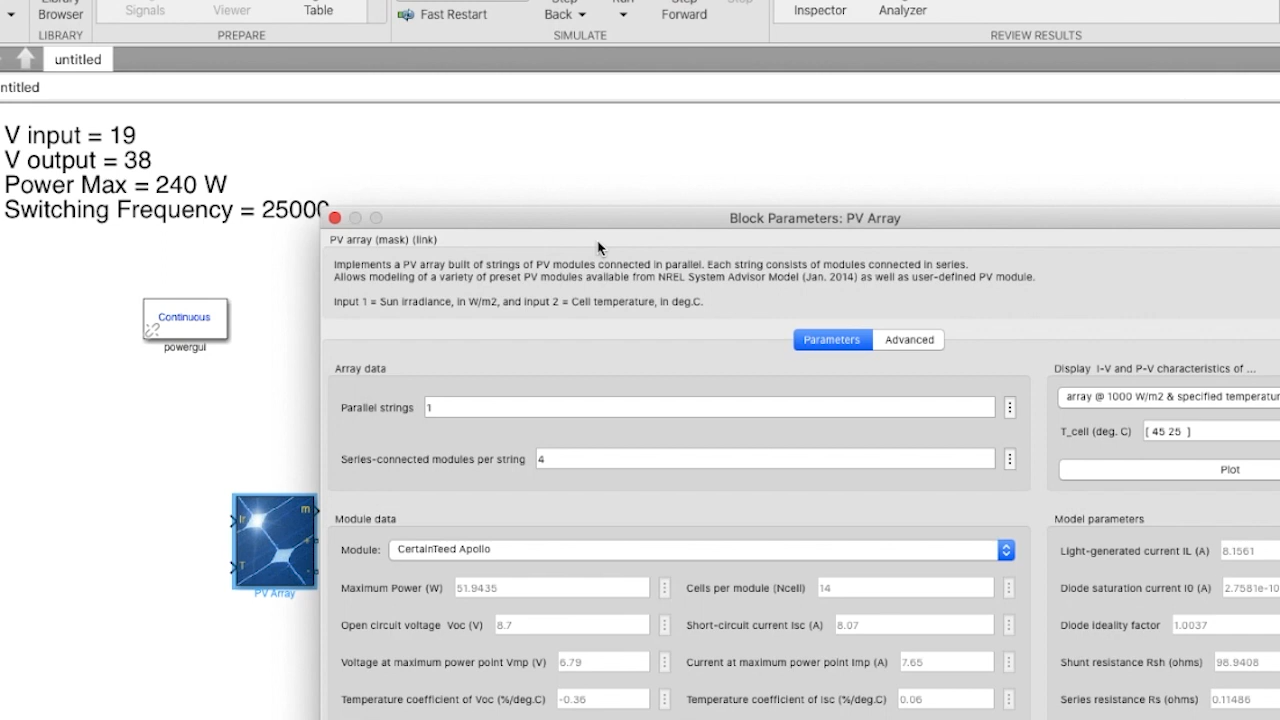 Library
Browser
Signals
Viewer
Table
Fast Restart
Step
Back
Run
Step
Forward
Stop
Inspector
Analyzer
LIBRARY
PREPARE
SIMULATE
REVIEW RESULTS
untitled
ntitled
V input = 19
V output = 38
Power Max = 240 W
Switching Frequency = 25000
Block Parameters: PV Array
PV array (mask) (link)
Implements a PV array built of strings of PV modules connected in parallel. Each string consists of modules connected in series.
Allows modeling of a variety of preset PV modules available from NREL System Advisor Model (Jan. 2014) as well as user-defined PV module.
Input 1 = Sun irradiance, in W/m2, and input 2 = Cell temperature, in deg.C.
Continuous
powergui
Parameters
Advanced
Array data
Parallel strings 1
Series-connected modules per string 4
Display I-V and P-V characteristics of ...
array @ 1000 W/m2 & specified temperatur
T_cell (deg. C) [ 45 25 ]
Plot
Ir
m
T
+
-
PV Array
Module data
Module: CertainTeed Apollo
Maximum Power (W) 51.9435
Cells per module (Ncell) 14
Open circuit voltage Voc (V) 8.7
Short-circuit current Isc (A) 8.07
Voltage at maximum power point Vmp (V) 6.79
Current at maximum power point Imp (A) 7.65
Temperature coefficient of Voc (%/deg.C) -0.36
Temperature coefficient of Isc (%/deg.C) 0.06
Model parameters
Light-generated current IL (A) 8.1561
Diode saturation current I0 (A) 2.7581e-10
Diode ideality factor 1.0037
Shunt resistance Rsh (ohms) 98.9408
Series resistance Rs (ohms) 0.11486